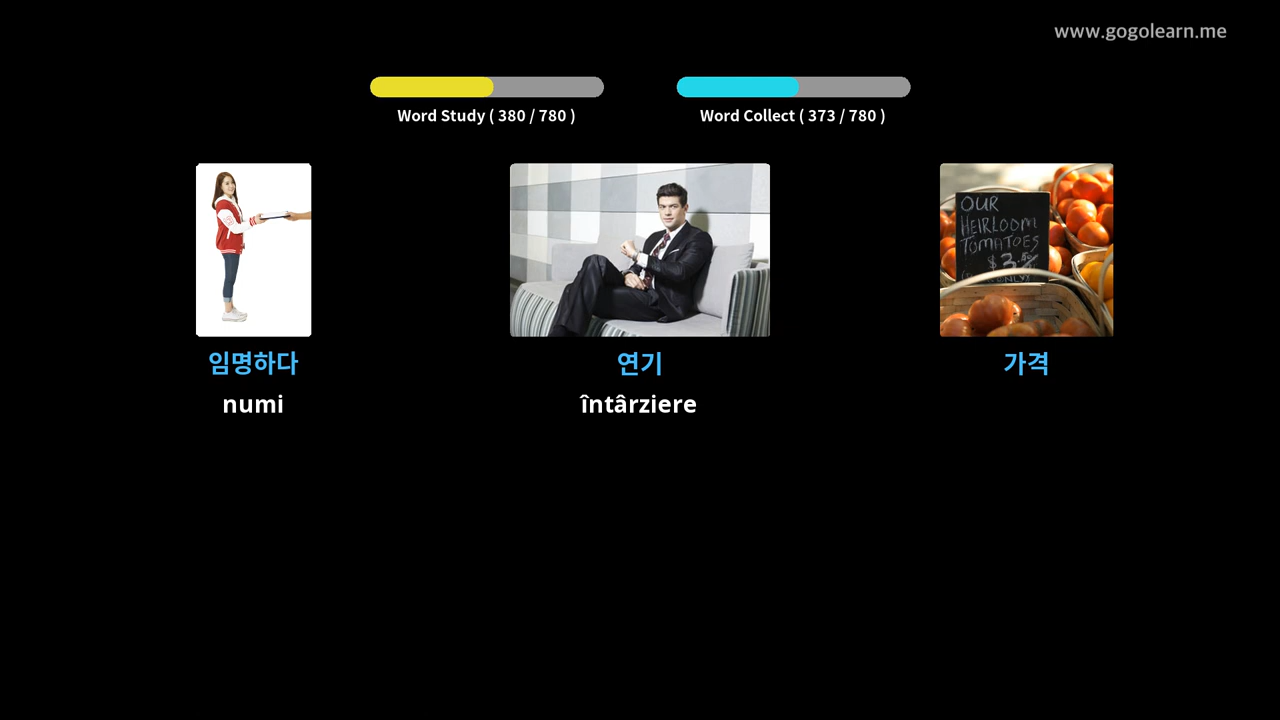 www.gogolearn.me
Word Study ( 380 / 780 )
Word Collect ( 373 / 780 )
OUR
HEIRLOOM
TOMATOES
임명하다
연기
가격
numi
întârziere